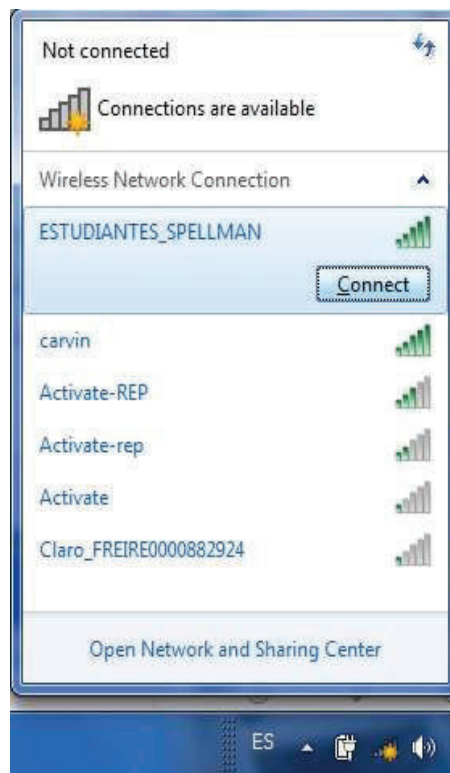 Not connected
Connections are available
Wireless Network Connection
ESTUDIANTES_SPELLMAN
Connect
carvin
Activate-REP
Activate-rep
Activate
Claro_FREIRE0000882924
Open Network and Sharing Center
ES